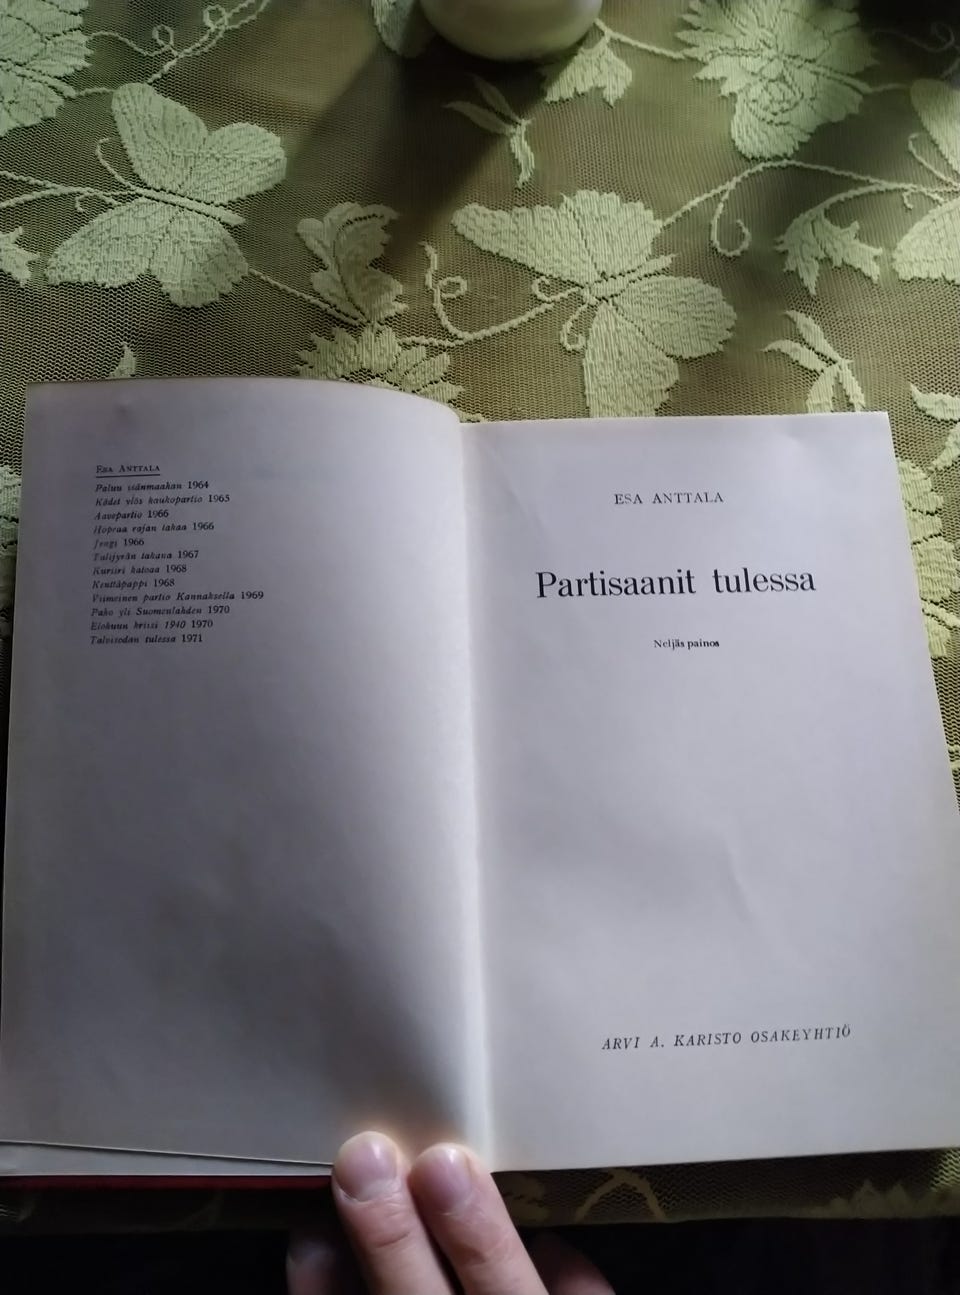 ESA ANTTALA
Paluu isänmaahan 1964
Kädet ylös kaukopartio 1965
Aavepartio 1966
Hopeaa rajan takaa 1966
Jengi 1966
Tulijyrän takana 1967
Kuriiri katoaa 1968
Kenttäpappi 1968
Viimeinen partio Kannaksella 1969
Pako yli Suomenlahden 1970
Elokuun kriisi 1940 1970
Talvisodan tulessa 1971
ESA ANTTALA
Partisaanit tulessa
Neljäs painos
ARVI A. KARISTO OSAKEYHTIÖ